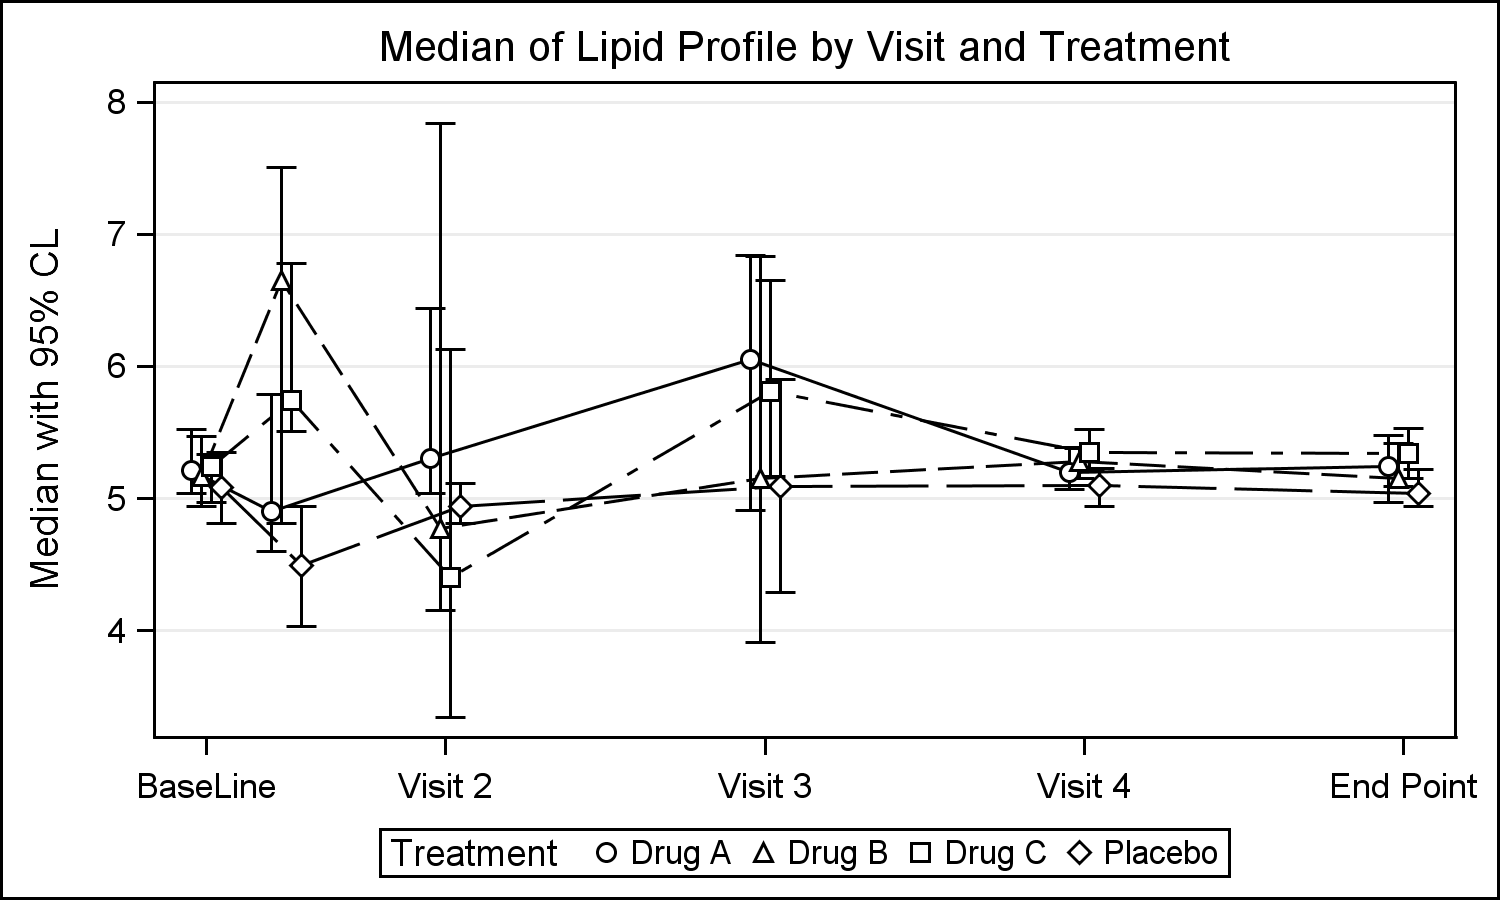 Median of Lipid Profile by Visit and Treatment
Median with 95% CL
8
7
6
5
4
BaseLine Visit 2 Visit 3 Visit 4 End Point
Treatment Drug A Drug B Drug C Placebo